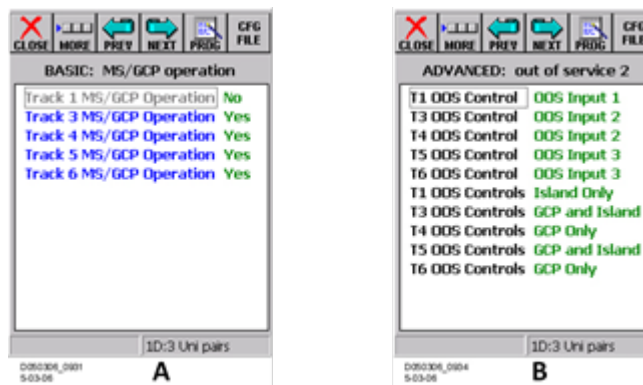 CLOSE MORE PREV NEXT PROG CFG FILE
BASIC: MS/GCP operation
Track 1 MS/GCP Operation No
Track 3 MS/GCP Operation Yes
Track 4 MS/GCP Operation Yes
Track 5 MS/GCP Operation Yes
Track 6 MS/GCP Operation Yes
1D:3 Uni pairs
5-03-06
A
CLOSE MORE PREV NEXT PROG
ADVANCED: out of service 2
T1 OOS Control OOS Input 1
T3 OOS Control OOS Input 2
T4 OOS Control OOS Input 2
T5 OOS Control OOS Input 3
T6 OOS Control OOS Input 3
T1 OOS Controls Island Only
T3 OOS Controls GCP and Island
T4 OOS Controls GCP Only
T5 OOS Controls GCP and Island
T6 OOS Controls GCP Only
1D:3 Uni pairs
5-03-06
B